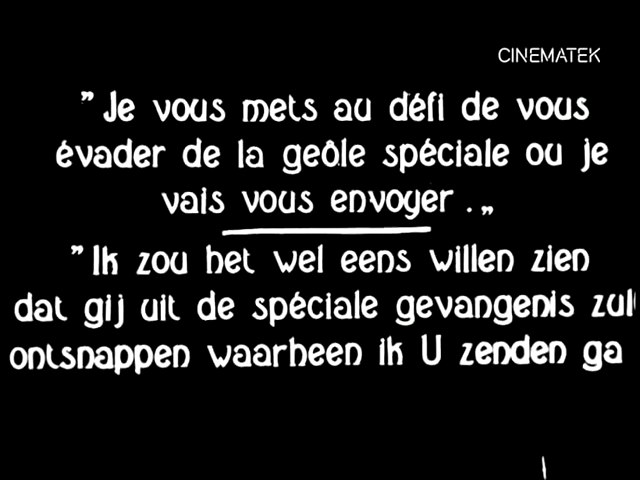 CINEMATEK
"Je vous mets au défi de vous
évader de la geôle spéciale ou je
vais vous envoyer ."
"Ik zou het wel eens willen zien
dat gij uit de spéciale gevangenis zul
ontsnappen waarheen ik U zenden ga